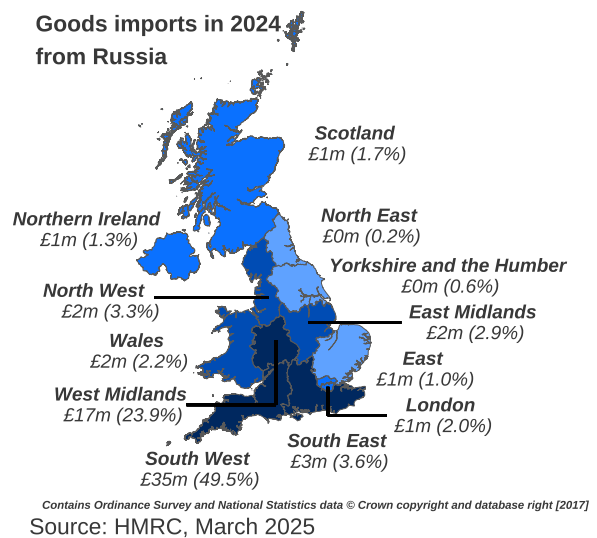 Goods imports in 2024
from Russia
Scotland
£1m (1.7%)
Northern Ireland
£1m (1.3%)
North East
£0m (0.2%)
Yorkshire and the Humber
£0m (0.6%)
North West
£2m (3.3%)
East Midlands
£2m (2.9%)
Wales
£2m (2.2%)
East
£1m (1.0%)
West Midlands
£17m (23.9%)
London
£1m (2.0%)
South East
£3m (3.6%)
South West
£35m (49.5%)
Contains Ordinance Survey and National Statistics data © Crown copyright and database right [2017]
Source: HMRC, March 2025